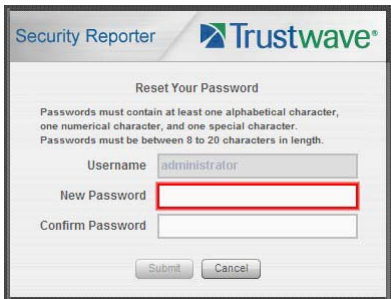 Security Reporter
Trustwave®
Reset Your Password
Passwords must contain at least one alphabetical character,
one numerical character, and one special character.
Passwords must be between 8 to 20 characters in length.
Username administrator
New Password
Confirm Password
Submit Cancel